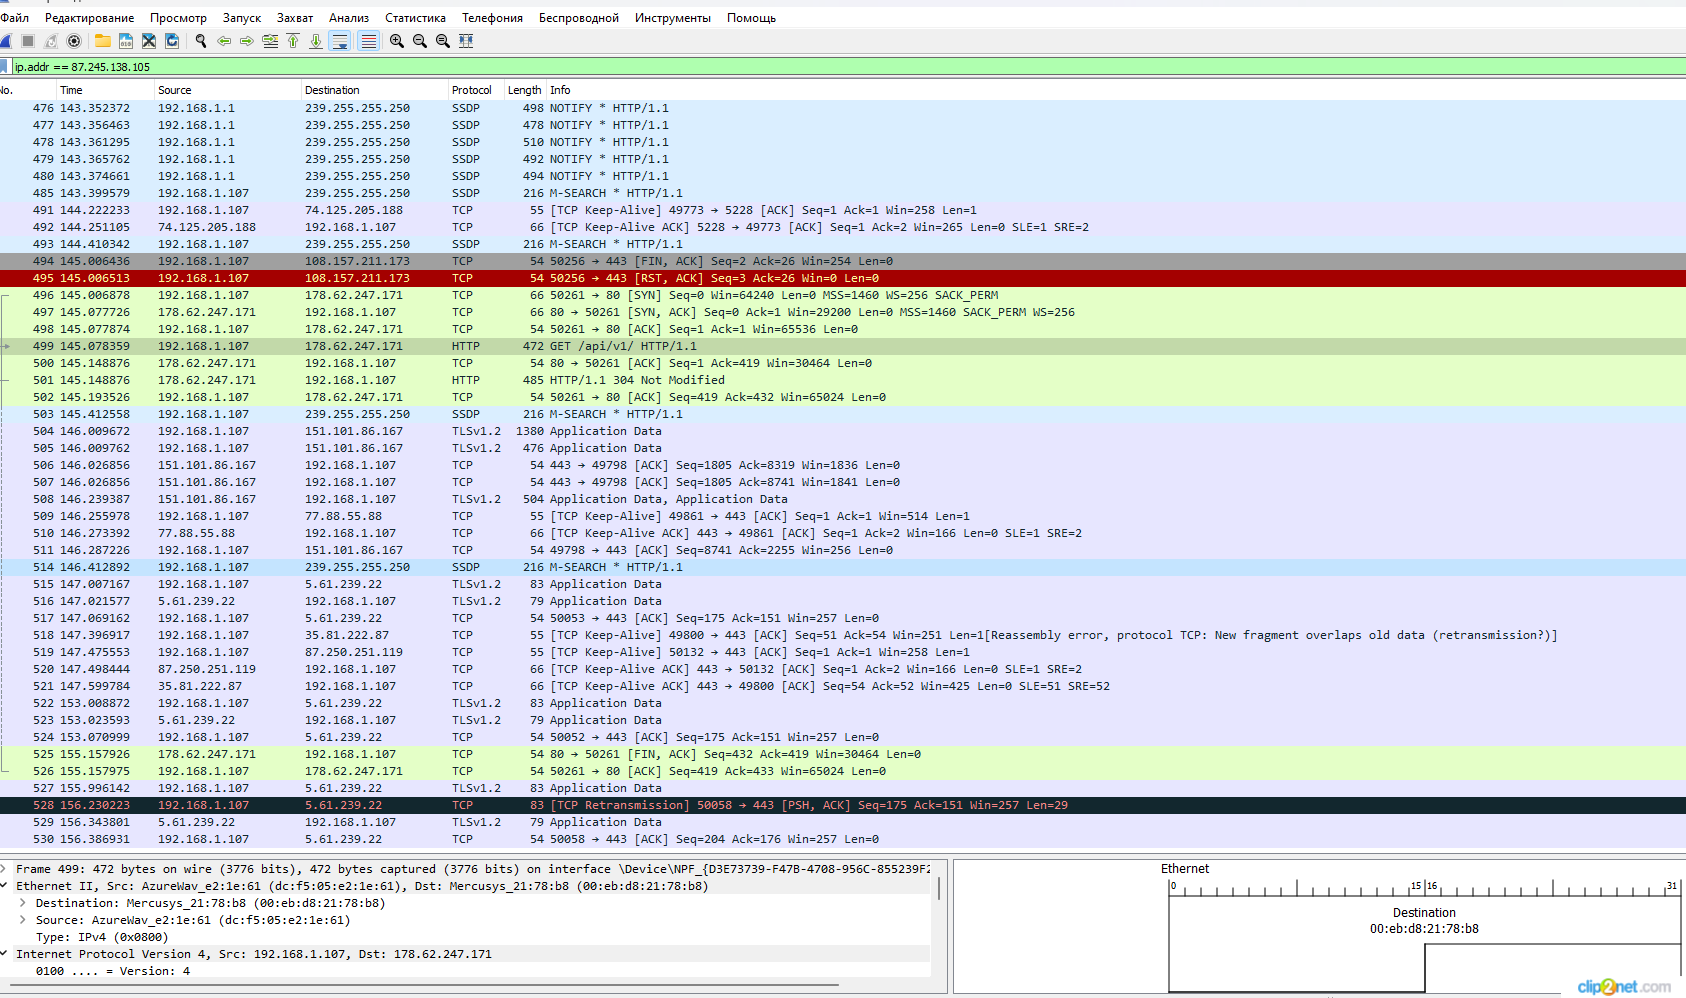 Файл Редактирование Просмотр Запуск Захват Анализ Статистика Телефония Беспроводной Инструменты Помощь
ip.addr == 87.245.138.105
No. Time Source Destination Protocol Length Info
476 143.352372 192.168.1.1 239.255.255.250 SSDP 498 NOTIFY * HTTP/1.1
477 143.356463 192.168.1.1 239.255.255.250 SSDP 478 NOTIFY * HTTP/1.1
478 143.361295 192.168.1.1 239.255.255.250 SSDP 510 NOTIFY * HTTP/1.1
479 143.365762 192.168.1.1 239.255.255.250 SSDP 492 NOTIFY * HTTP/1.1
480 143.374661 192.168.1.1 239.255.255.250 SSDP 494 NOTIFY * HTTP/1.1
485 143.399579 192.168.1.107 239.255.255.250 SSDP 216 M-SEARCH * HTTP/1.1
491 144.222233 192.168.1.107 74.125.205.188 TCP 55 [TCP Keep-Alive] 49773 → 5228 [ACK] Seq=1 Ack=1 Win=258 Len=1
492 144.251105 74.125.205.188 192.168.1.107 TCP 66 [TCP Keep-Alive ACK] 5228 → 49773 [ACK] Seq=1 Ack=2 Win=265 Len=0 SLE=1 SRE=2
493 144.410342 192.168.1.107 239.255.255.250 SSDP 216 M-SEARCH * HTTP/1.1
494 145.006436 192.168.1.107 108.157.211.173 TCP 54 50256 → 443 [FIN, ACK] Seq=2 Ack=26 Win=254 Len=0
495 145.006513 192.168.1.107 108.157.211.173 TCP 54 50256 → 443 [RST, ACK] Seq=3 Ack=26 Win=0 Len=0
496 145.006878 192.168.1.107 178.62.247.171 TCP 66 50261 → 80 [SYN] Seq=0 Win=64240 Len=0 MSS=1460 WS=256 SACK_PERM
497 145.077726 178.62.247.171 192.168.1.107 TCP 66 80 → 50261 [SYN, ACK] Seq=0 Ack=1 Win=29200 Len=0 MSS=1460 SACK_PERM WS=256
498 145.077874 192.168.1.107 178.62.247.171 TCP 54 50261 → 80 [ACK] Seq=1 Ack=1 Win=65536 Len=0
499 145.078359 192.168.1.107 178.62.247.171 HTTP 472 GET /api/v1/ HTTP/1.1
500 145.148876 178.62.247.171 192.168.1.107 TCP 54 80 → 50261 [ACK] Seq=1 Ack=419 Win=30464 Len=0
501 145.148876 178.62.247.171 192.168.1.107 HTTP 485 HTTP/1.1 304 Not Modified
502 145.193526 192.168.1.107 178.62.247.171 TCP 54 50261 → 80 [ACK] Seq=419 Ack=432 Win=65024 Len=0
503 145.412558 192.168.1.107 239.255.255.250 SSDP 216 M-SEARCH * HTTP/1.1
504 146.009672 192.168.1.107 151.101.86.167 TLSv1.2 1380 Application Data
505 146.009762 192.168.1.107 151.101.86.167 TLSv1.2 476 Application Data
506 146.026856 151.101.86.167 192.168.1.107 TCP 54 443 → 49798 [ACK] Seq=1805 Ack=8319 Win=1836 Len=0
507 146.026856 151.101.86.167 192.168.1.107 TCP 54 443 → 49798 [ACK] Seq=1805 Ack=8741 Win=1841 Len=0
508 146.239387 151.101.86.167 192.168.1.107 TLSv1.2 504 Application Data, Application Data
509 146.255978 192.168.1.107 77.88.55.88 TCP 55 [TCP Keep-Alive] 49861 → 443 [ACK] Seq=1 Ack=1 Win=514 Len=1
510 146.273392 77.88.55.88 192.168.1.107 TCP 66 [TCP Keep-Alive ACK] 443 → 49861 [ACK] Seq=1 Ack=2 Win=166 Len=0 SLE=1 SRE=2
511 146.287226 192.168.1.107 151.101.86.167 TCP 54 49798 → 443 [ACK] Seq=8741 Ack=2255 Win=256 Len=0
514 146.412892 192.168.1.107 239.255.255.250 SSDP 216 M-SEARCH * HTTP/1.1
515 147.007167 192.168.1.107 5.61.239.22 TLSv1.2 83 Application Data
516 147.021577 5.61.239.22 192.168.1.107 TLSv1.2 79 Application Data
517 147.069162 192.168.1.107 5.61.239.22 TCP 54 50053 → 443 [ACK] Seq=175 Ack=151 Win=257 Len=0
518 147.396917 192.168.1.107 35.81.222.87 TCP 55 [TCP Keep-Alive] 49800 → 443 [ACK] Seq=51 Ack=54 Win=251 Len=1[Reassembly error, protocol TCP: New fragment overlaps old data (retransmission?)]
519 147.475553 192.168.1.107 87.250.251.119 TCP 55 [TCP Keep-Alive] 50132 → 443 [ACK] Seq=1 Ack=1 Win=258 Len=1
520 147.498444 87.250.251.119 192.168.1.107 TCP 66 [TCP Keep-Alive ACK] 443 → 50132 [ACK] Seq=1 Ack=2 Win=166 Len=0 SLE=1 SRE=2
521 147.599784 35.81.222.87 192.168.1.107 TCP 66 [TCP Keep-Alive ACK] 443 → 49800 [ACK] Seq=54 Ack=52 Win=425 Len=0 SLE=51 SRE=52
522 153.008872 192.168.1.107 5.61.239.22 TLSv1.2 83 Application Data
523 153.023593 5.61.239.22 192.168.1.107 TLSv1.2 79 Application Data
524 153.070999 192.168.1.107 5.61.239.22 TCP 54 50052 → 443 [ACK] Seq=175 Ack=151 Win=257 Len=0
525 155.157926 178.62.247.171 192.168.1.107 TCP 54 80 → 50261 [FIN, ACK] Seq=432 Ack=419 Win=30464 Len=0
526 155.157975 192.168.1.107 178.62.247.171 TCP 54 50261 → 80 [ACK] Seq=419 Ack=433 Win=65024 Len=0
527 155.996142 192.168.1.107 5.61.239.22 TLSv1.2 83 Application Data
528 156.230223 192.168.1.107 5.61.239.22 TCP 83 [TCP Retransmission] 50058 → 443 [PSH, ACK] Seq=175 Ack=151 Win=257 Len=29
529 156.343801 5.61.239.22 192.168.1.107 TLSv1.2 79 Application Data
530 156.386931 192.168.1.107 5.61.239.22 TCP 54 50058 → 443 [ACK] Seq=204 Ack=176 Win=257 Len=0
Frame 499: 472 bytes on wire (3776 bits), 472 bytes captured (3776 bits) on interface \Device\NPF_{D3E73739-F47B-4708-956C-855239F2
Ethernet II, Src: AzureWav_e2:1e:61 (dc:f5:05:e2:1e:61), Dst: Mercusys_21:78:b8 (00:eb:d8:21:78:b8)
Destination: Mercusys_21:78:b8 (00:eb:d8:21:78:b8)
Source: AzureWav_e2:1e:61 (dc:f5:05:e2:1e:61)
Type: IPv4 (0x0800)
Internet Protocol Version 4, Src: 192.168.1.107, Dst: 178.62.247.171
0100 .... = Version: 4
Ethernet
0 15 16 31
Destination
00:eb:d8:21:78:b8
clip2net.com